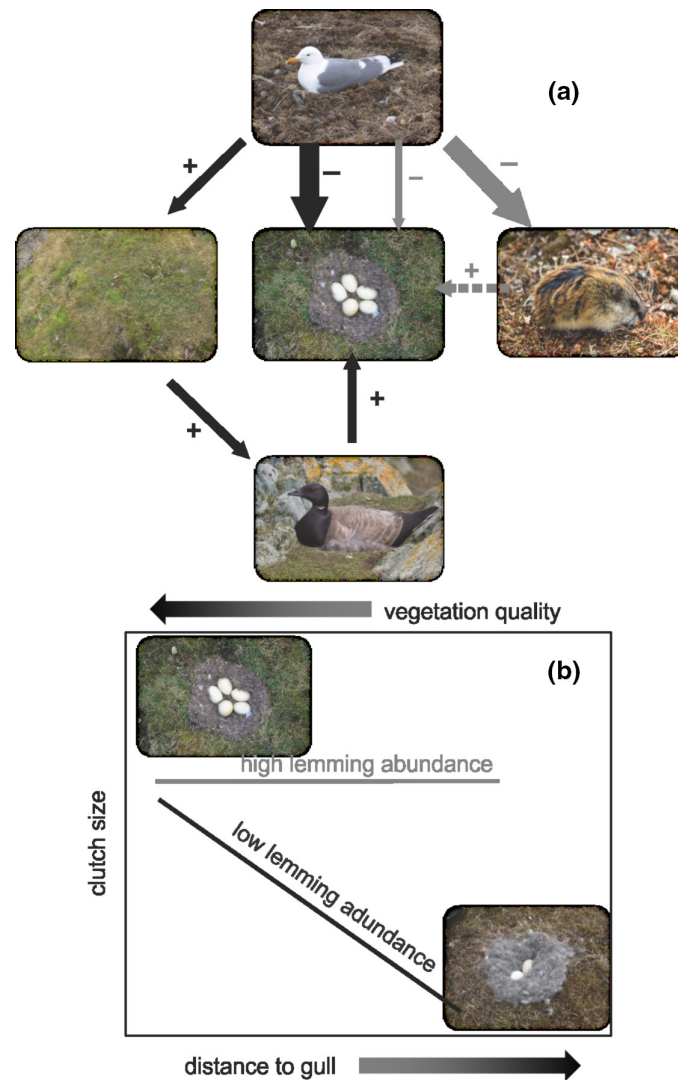 (a)
+
–
–
–
+
+
+
vegetation quality
(b)
high lemming abundance
low lemming adundance
clutch size
distance to gull